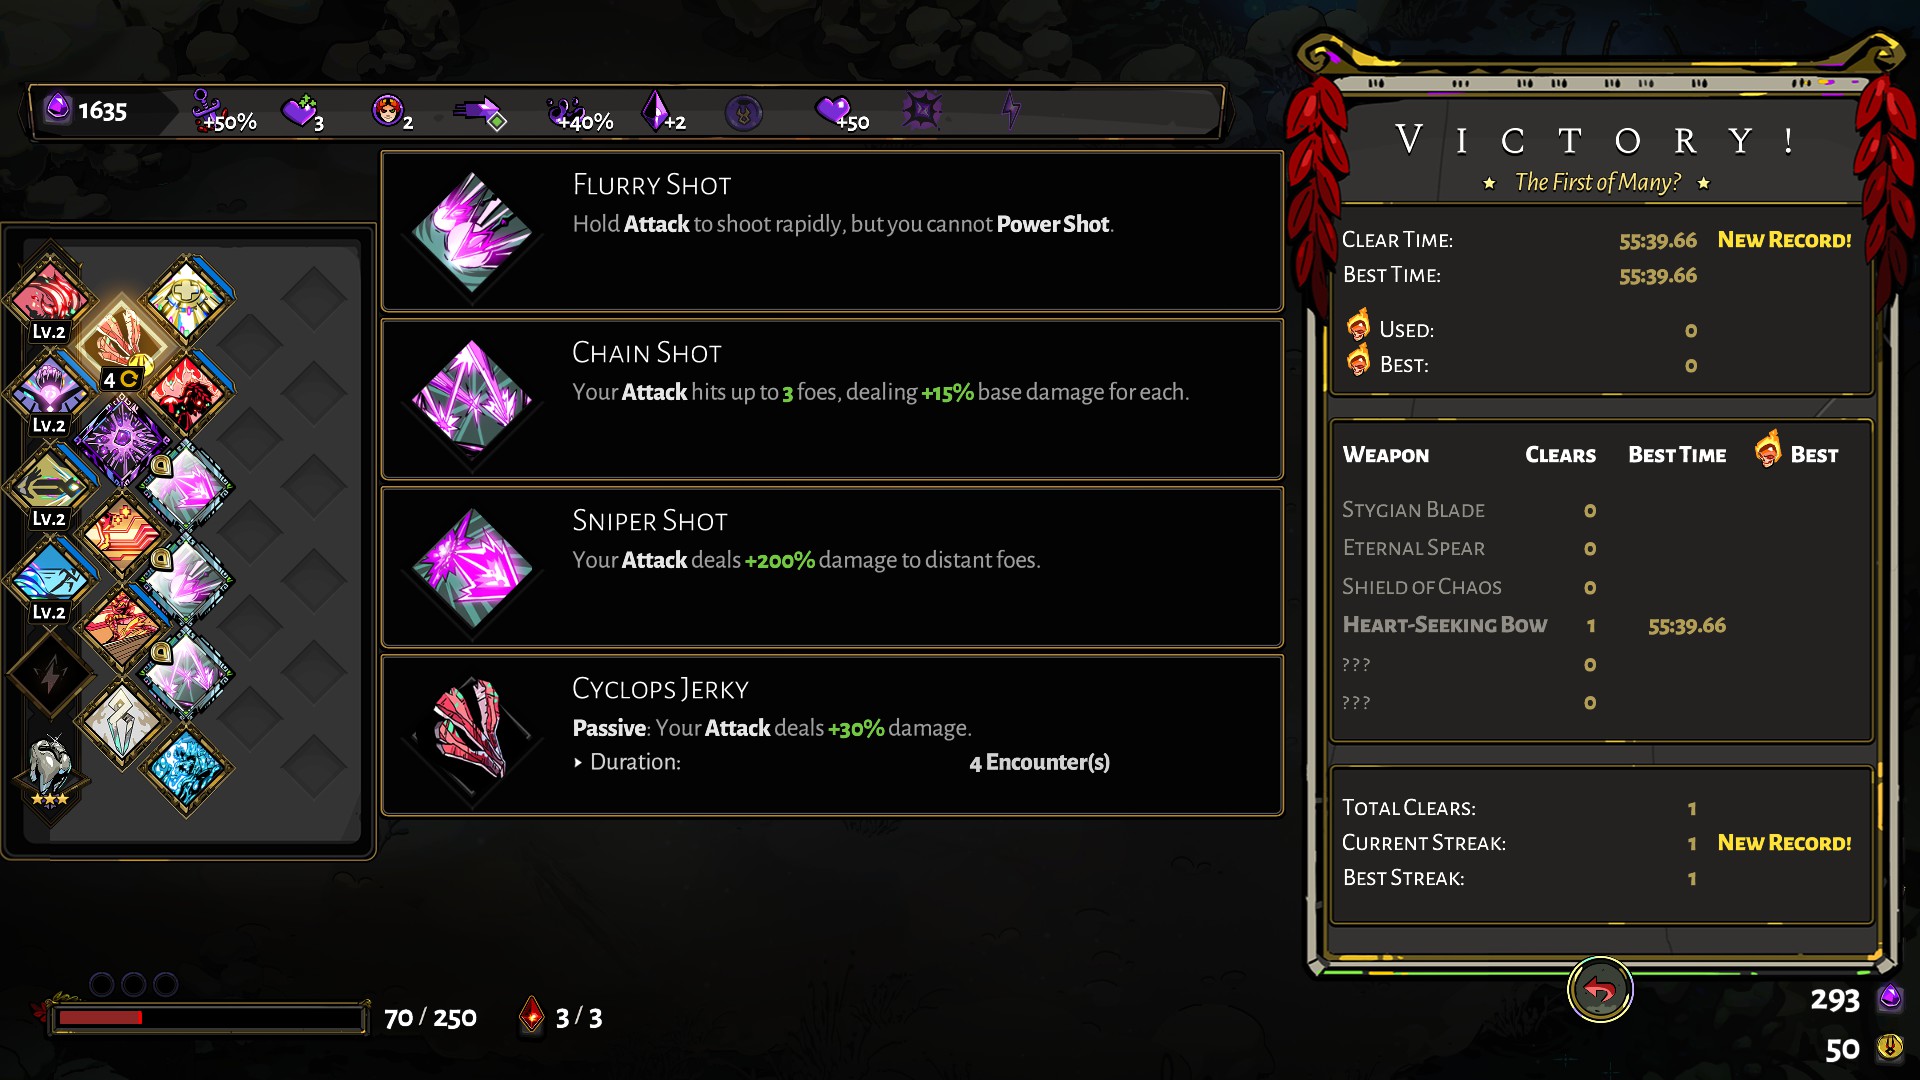 1635
+50%
3
2
+40%
+2
+50
Lv.2
4
Lv.2
Lv.2
Lv.2
FLURRY SHOT
Hold Attack to shoot rapidly, but you cannot Power Shot.
CHAIN SHOT
Your Attack hits up to 3 foes, dealing +15% base damage for each.
SNIPER SHOT
Your Attack deals +200% damage to distant foes.
CYCLOPS JERKY
Passive: Your Attack deals +30% damage.
Duration: 4 Encounter(s)
VICTORY!
The First of Many?
CLEAR TIME: 55:39.66 NEW RECORD!
BEST TIME: 55:39.66
USED: 0
BEST: 0
WEAPON CLEARS BEST TIME BEST
STYGIAN BLADE 0
ETERNAL SPEAR 0
SHIELD OF CHAOS 0
HEART-SEEKING BOW 1 55:39.66
??? 0
??? 0
TOTAL CLEARS: 1
CURRENT STREAK: 1 NEW RECORD!
BEST STREAK: 1
70 / 250
3 / 3
293
50